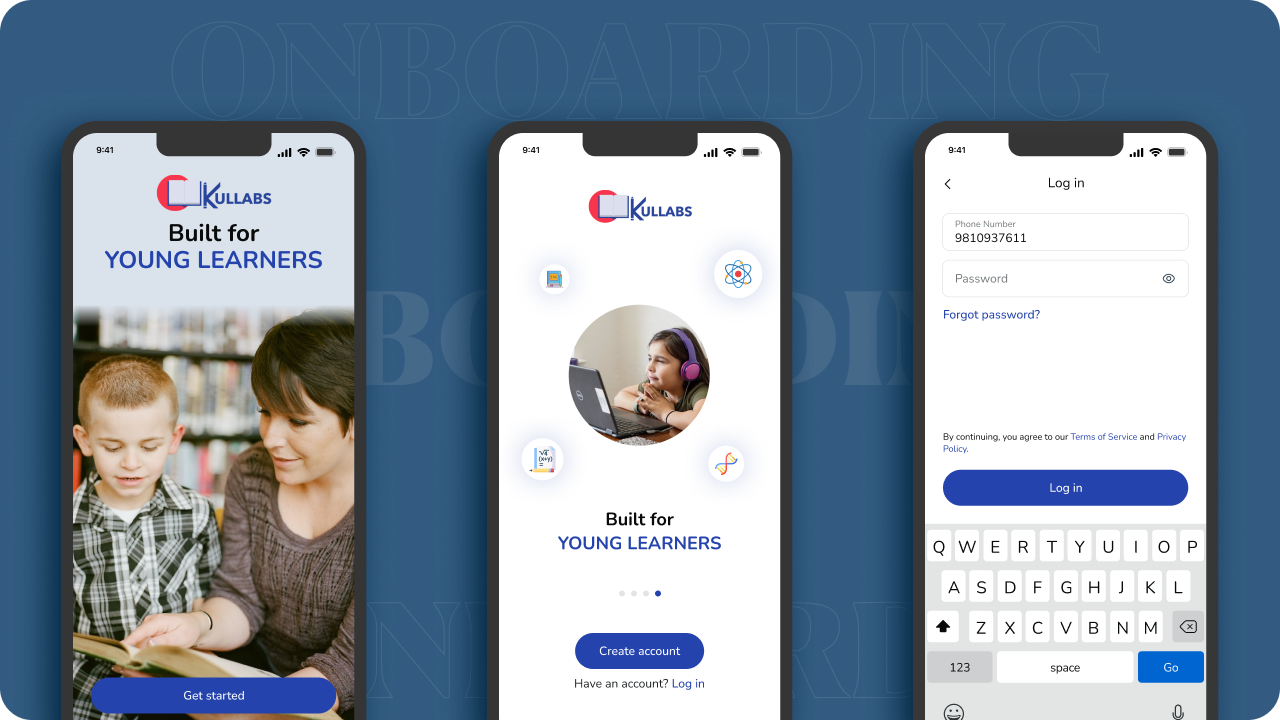 ONBOARDING
9:41
KULLABS
Built for
YOUNG LEARNERS
Get started
9:41
KULLABS
Built for
YOUNG LEARNERS
Create account
Have an account? Log in
9:41
Log in
Phone Number
9810937611
Password
Forgot password?
By continuing, you agree to our Terms of Service and Privacy
Policy.
Log in
Q W E R T Y U I O P
A S D F G H J K L
Z X C V B N M
123 space Go